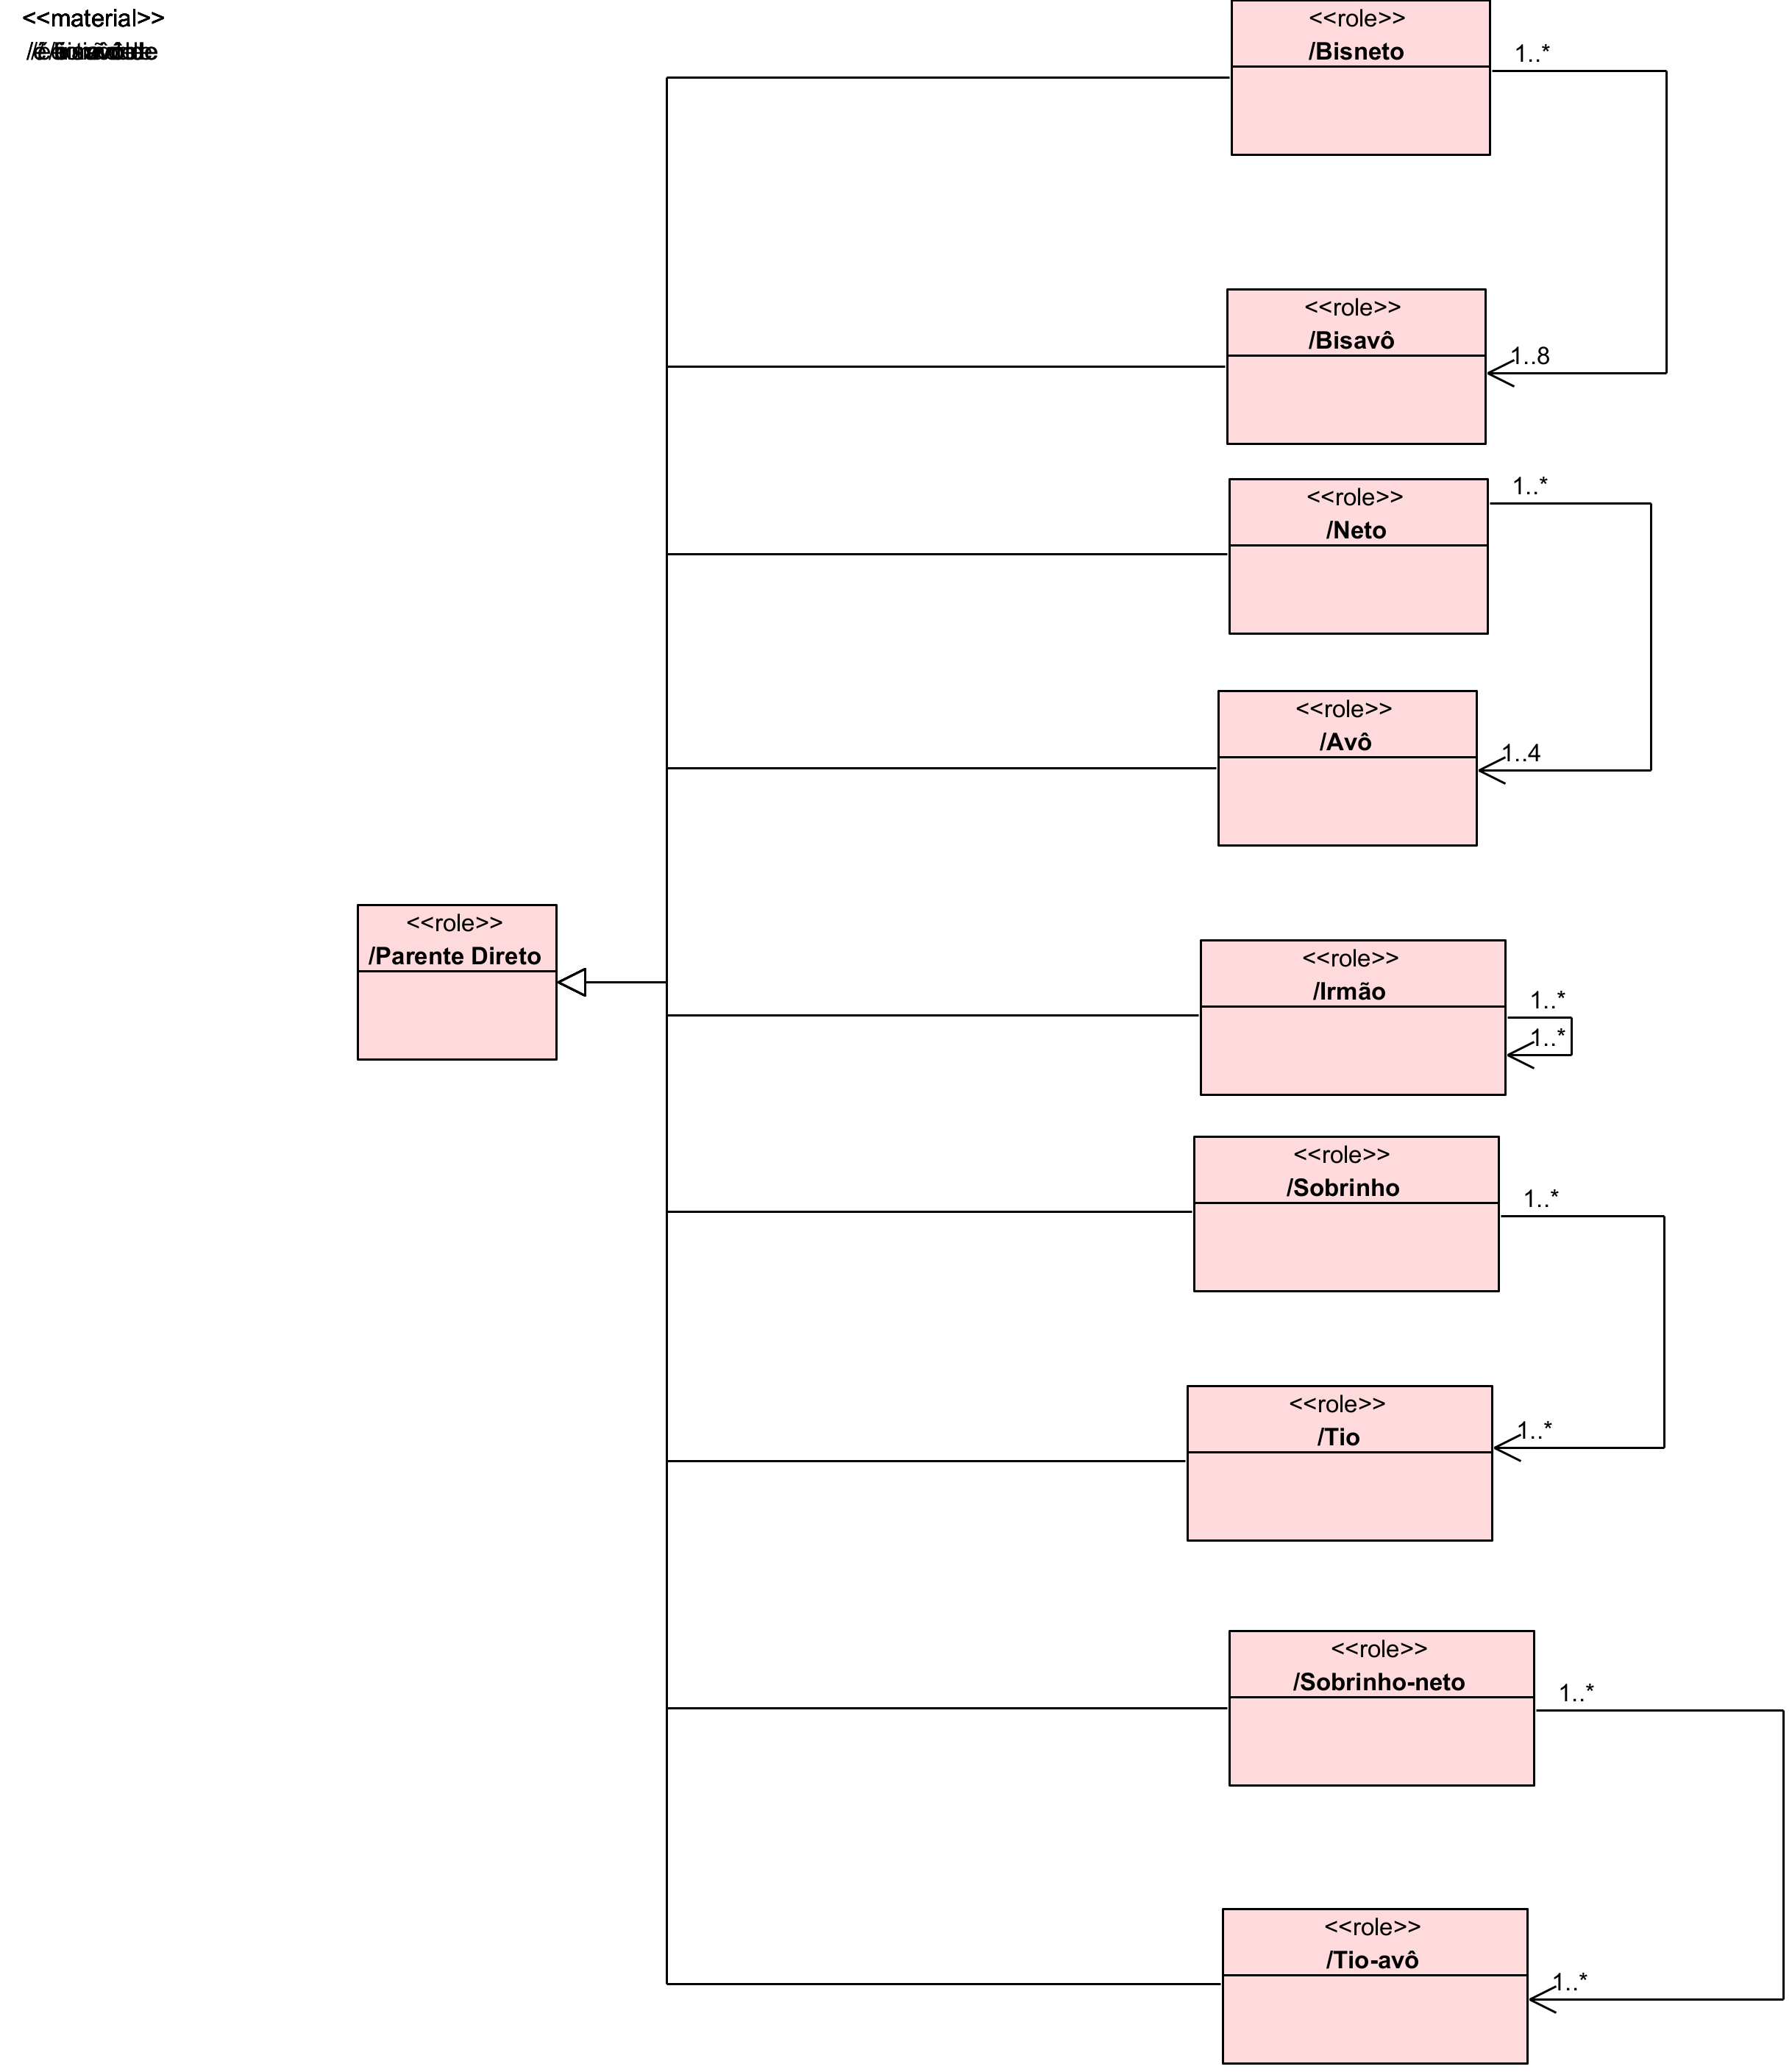 <<material>>
<<role>>
/Bisneto
1..*
<<role>>
/Bisavô
1..8
<<role>>
/Neto
1..*
<<role>>
/Avô
1..4
<<role>>
/Parente Direto
<<role>>
/Irmão
1..*
1..*
<<role>>
/Sobrinho
1..*
<<role>>
/Tio
1..*
<<role>>
/Sobrinho-neto
1..*
<<role>>
/Tio-avô
1..*